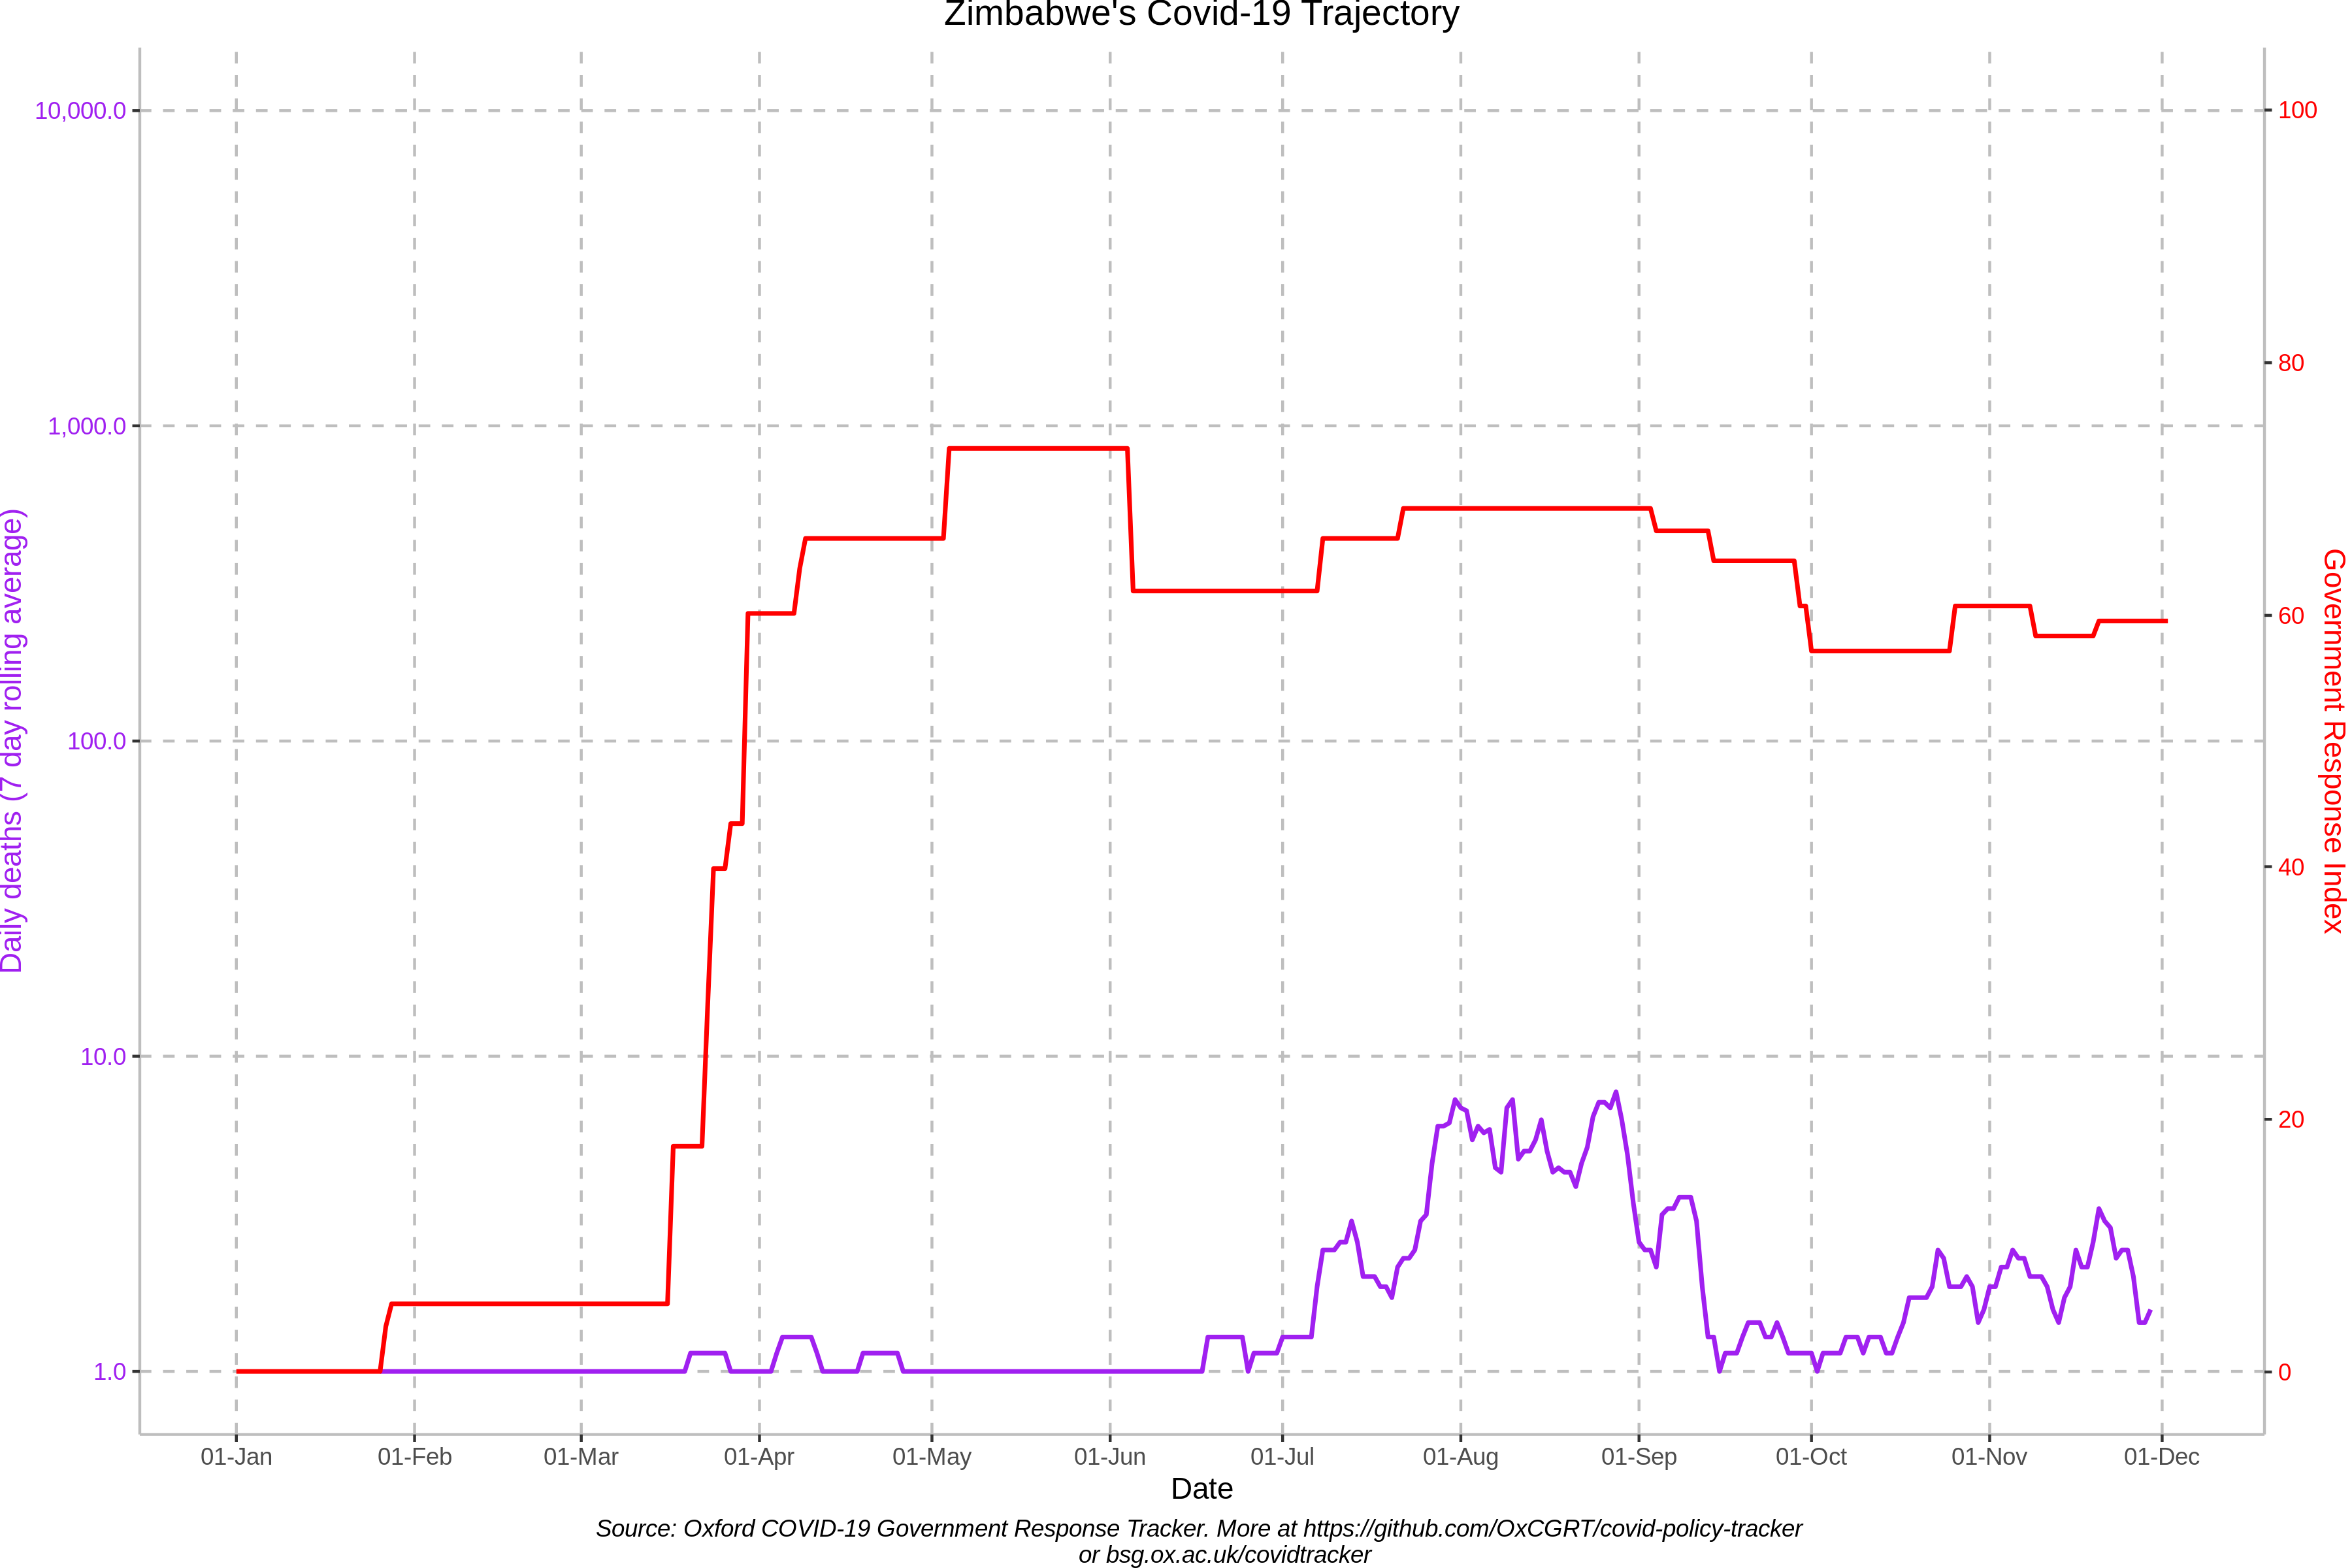 Zimbabwe's Covid-19 Trajectory
10,000.0
1,000.0
100.0
10.0
1.0
Daily deaths (7 day rolling average)
100
80
60
40
20
0
Government Response Index
01-Jan 01-Feb 01-Mar 01-Apr 01-May 01-Jun 01-Jul 01-Aug 01-Sep 01-Oct 01-Nov 01-Dec
Date
Source: Oxford COVID-19 Government Response Tracker. More at https://github.com/OxCGRT/covid-policy-tracker
or bsg.ox.ac.uk/covidtracker